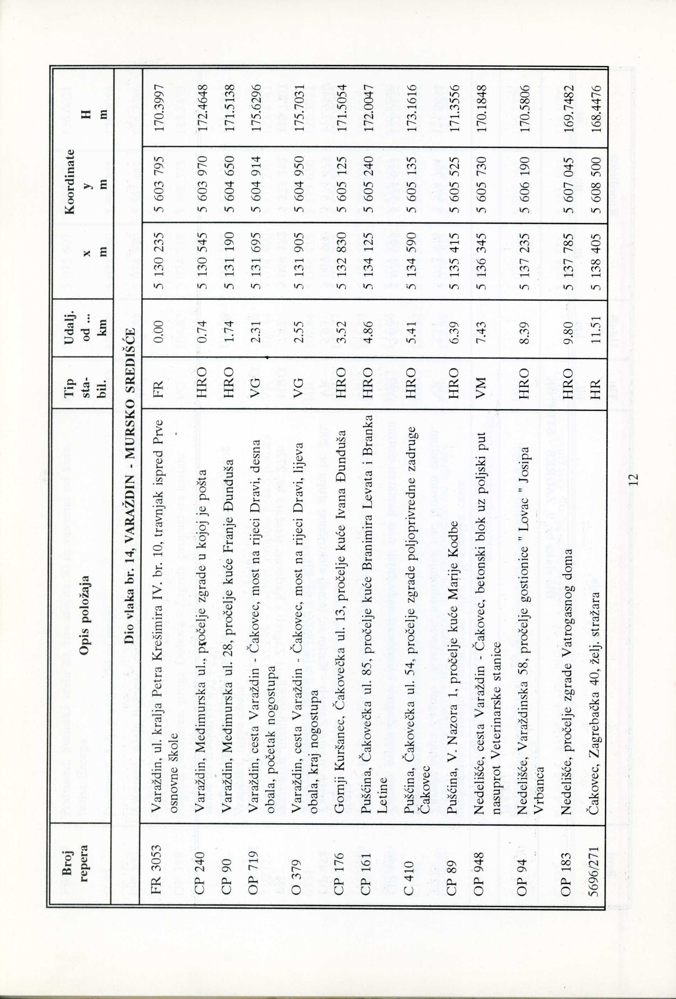 Broj repera Opis položaja Tip sta- bil. Udalj. od ... km Koordinate x m y m H m
Dio vlaka br. 14, VARAŽDIN - MURSKO SREDIŠĆE
FR 3053 Varaždin, ul. kralja Petra Krešimira IV. br. 10, travnjak ispred Prve FR 0.00 5 130 235 5 603 795 170.3997
osnovne škole
CP 240 Varaždin, Međimurska ul., pročelje zgrade u kojoj je pošta HRO 0.74 5 130 545 5 603 970 172.4648
CP 90 Varaždin, Međimurska ul. 28, pročelje kuće Franje Đunđuša HRO 1.74 5 131 190 5 604 650 171.5138
OP 719 Varaždin, cesta Varaždin - Čakovec, most na rijeci Dravi, desna VG 2.31 5 131 695 5 604 914 175.6296
obala, početak nogostupa
O 379 Varaždin, cesta Varaždin - Čakovec, most na rijeci Dravi, lijeva VG 2.55 5 131 905 5 604 950 175.7031
obala, kraj nogostupa
CP 176 Gornji Kuršanec, Čakovečka ul. 13, pročelje kuće Ivana Đunđuša HRO 3.52 5 132 830 5 605 125 171.5054
CP 161 Pušćina, Čakovečka ul. 85, pročelje kuće Branimira Levata i Branka HRO 4.86 5 134 125 5 605 240 172.0047
Letine
C 410 Pušćina, Čakovečka ul. 54, pročelje zgrade poljoprivredne zadruge HRO 5.41 5 134 590 5 605 135 173.1616
Čakovec
CP 89 Pušćina, V. Nazora 1, pročelje kuće Marije Kodbe HRO 6.39 5 135 415 5 605 525 171.3556
OP 948 Nedelišće, cesta Varaždin - Čakovec, betonski blok uz poljski put VM 7.43 5 136 345 5 605 730 170.1848
nasuprot Veterinarske stanice
OP 94 Nedelišće, Varaždinska 58, pročelje gostionice " Lovac " Josipa HRO 8.39 5 137 235 5 606 190 170.5806
Vrbanca
OP 183 Nedelišće, pročelje zgrade Vatrogasnog doma HRO 9.80 5 137 785 5 607 045 169.7482
5696/271 Čakovec, Zagrebačka 40, želj. stražara HR 11.51 5 138 405 5 608 500 168.4476
12